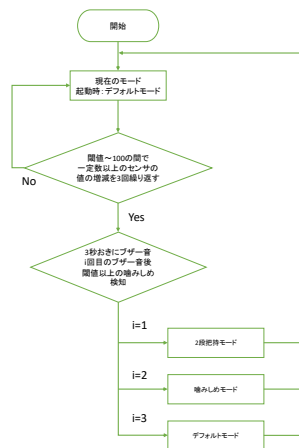 開始
現在のモード
起動時:デフォルトモード
閾値～100の間で
一定数以上のセンサの
値の増減を3回繰り返す
No
Yes
3秒おきにブザー音
i回目のブザー音後
閾値以上の噛みしめ
検知
i=1
2段把持モード
i=2
噛みしめモード
i=3
デフォルトモード